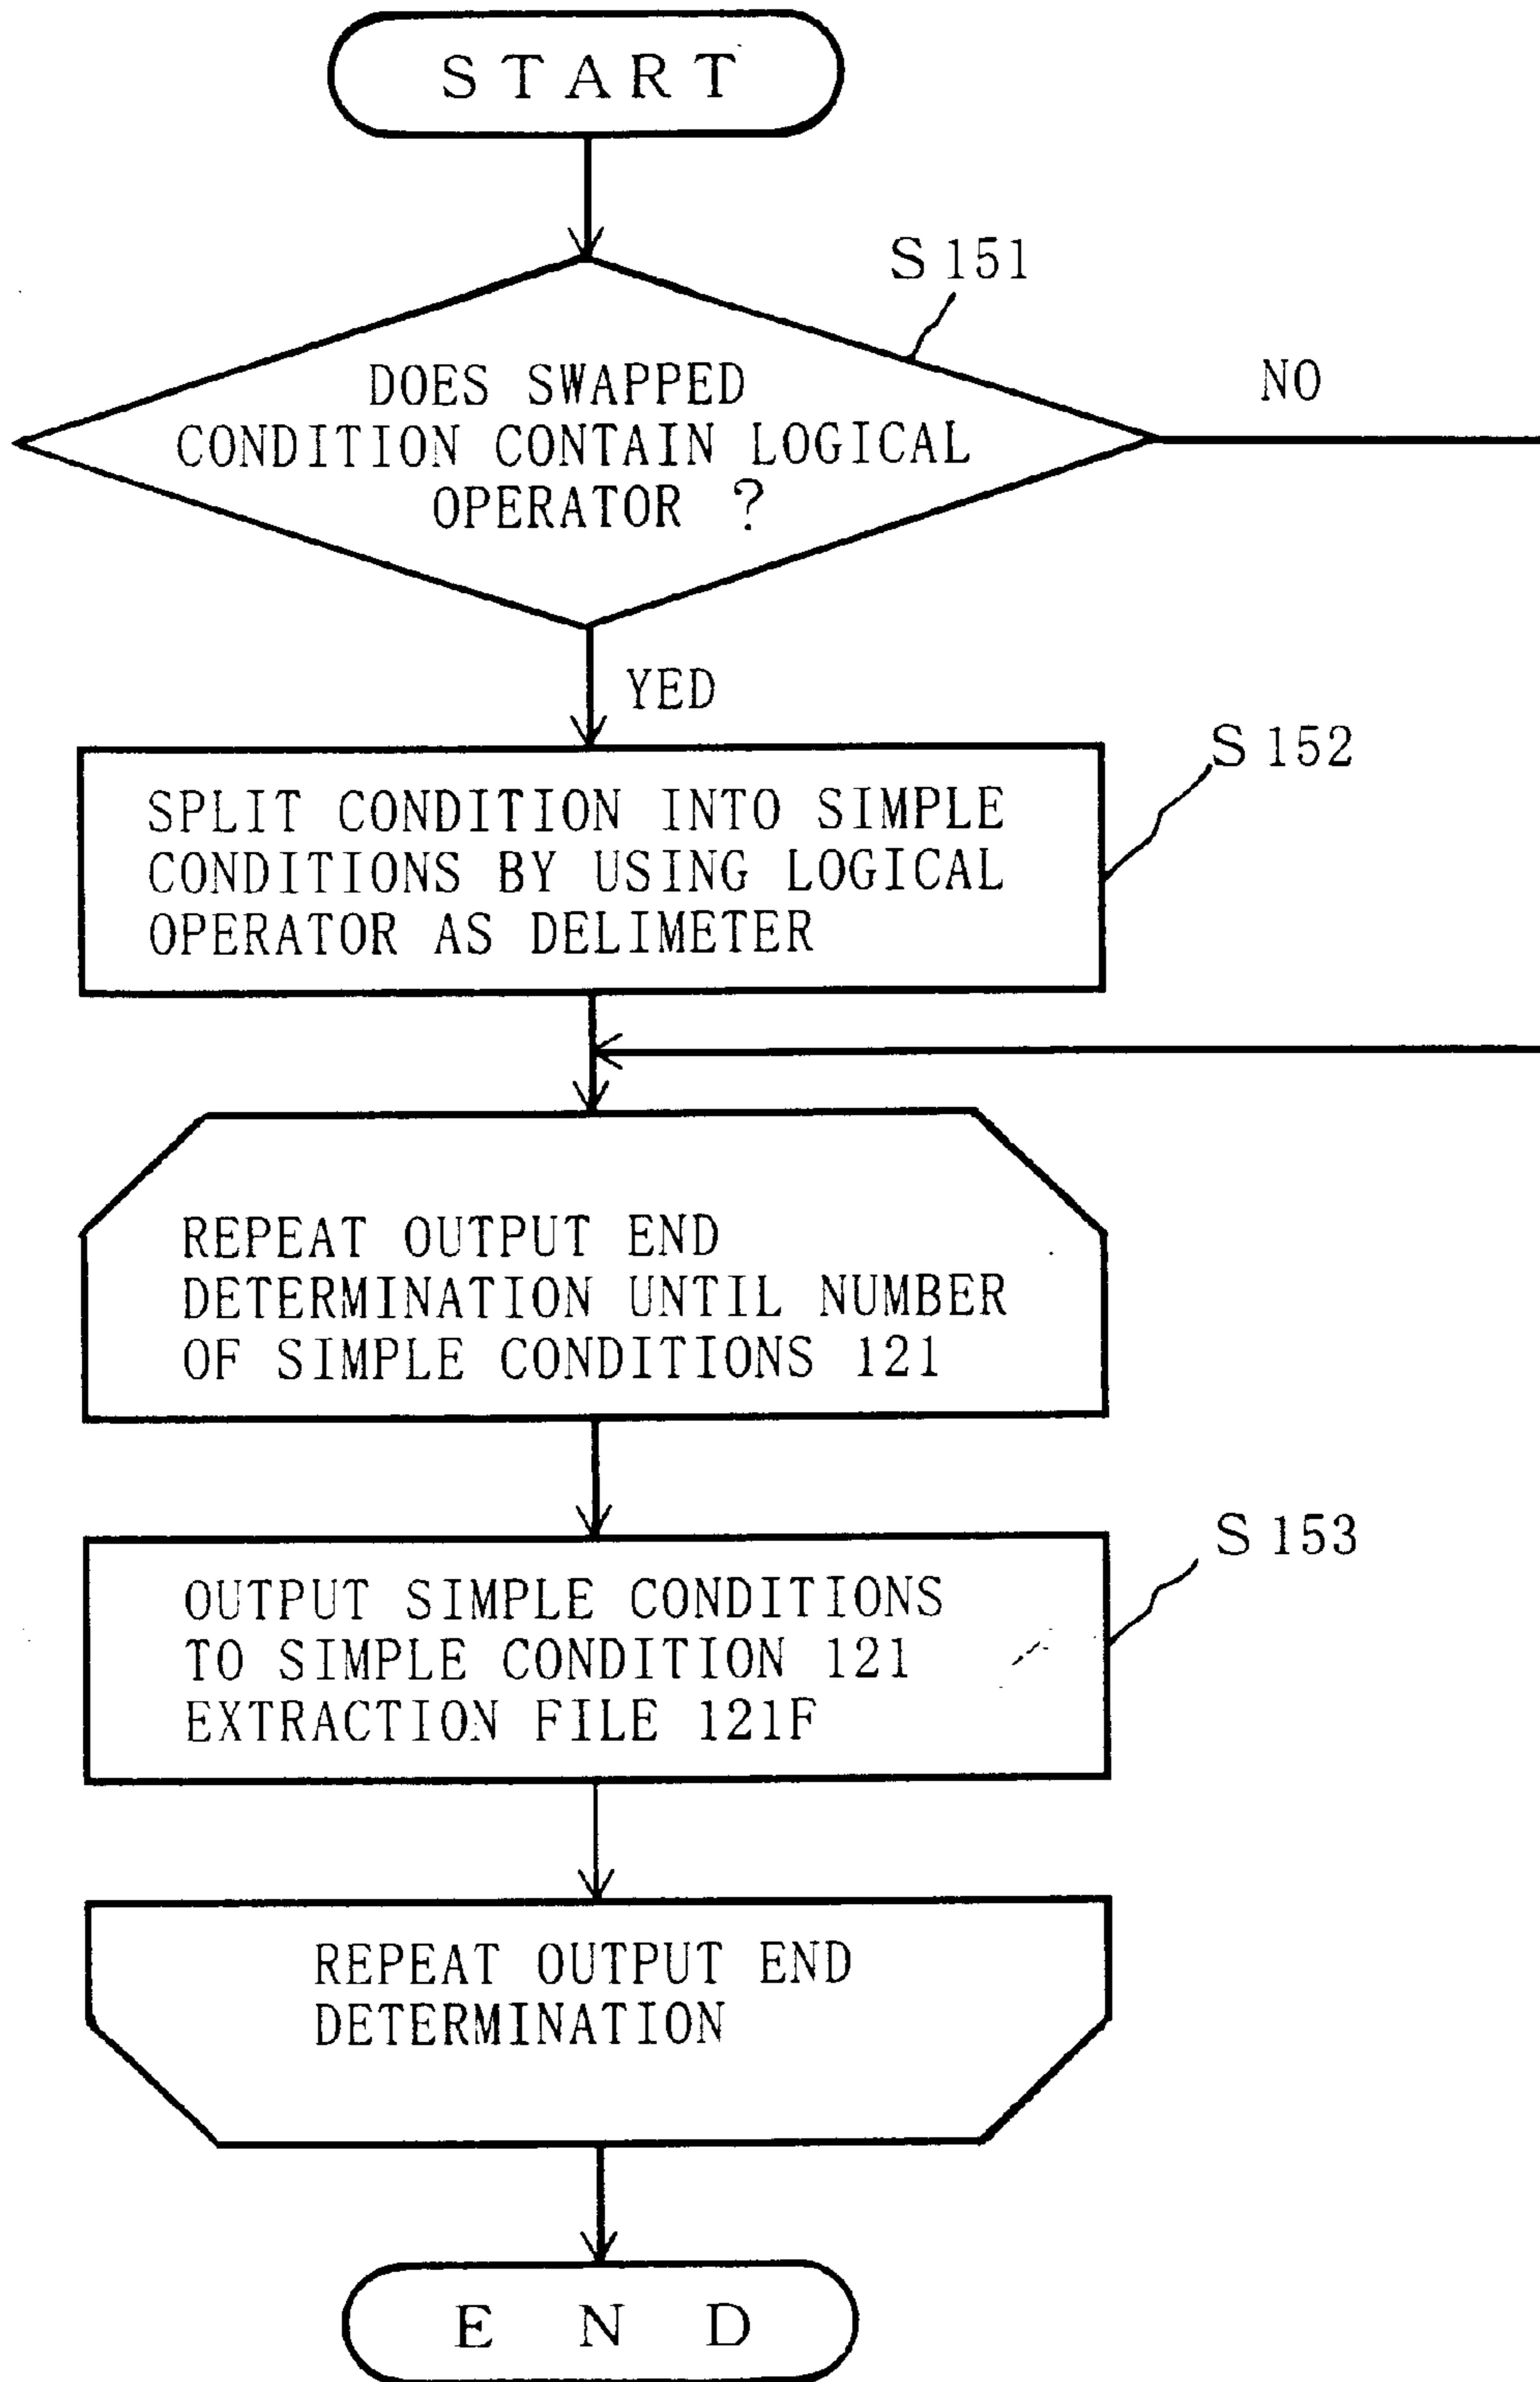 START
S 151
DOES SWAPPED
CONDITION CONTAIN LOGICAL
OPERATOR ?
NO
YED
S 152
SPLIT CONDITION INTO SIMPLE
CONDITIONS BY USING LOGICAL
OPERATOR AS DELIMETER
REPEAT OUTPUT END
DETERMINATION UNTIL NUMBER
OF SIMPLE CONDITIONS 121
S 153
OUTPUT SIMPLE CONDITIONS
TO SIMPLE CONDITION 121
EXTRACTION FILE 121F
REPEAT OUTPUT END
DETERMINATION
END